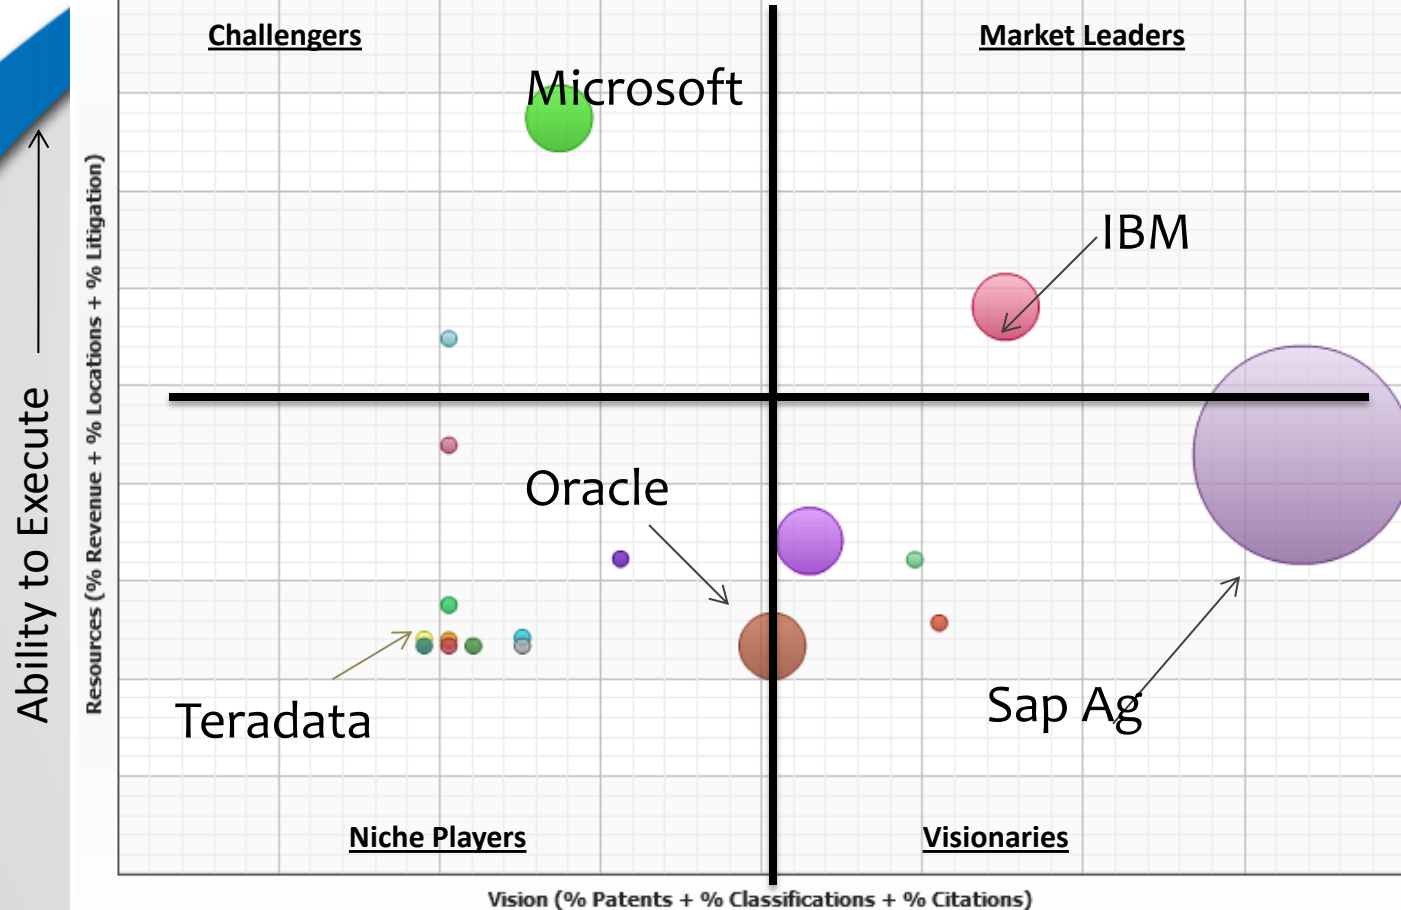 Challengers
Market Leaders
Microsoft
IBM
Oracle
Teradata
Sap Ag
Niche Players
Visionaries
Ability to Execute
Resources (% Revenue + % Locations + % Litigation)
Vision (% Patents + % Classifications + % Citations)